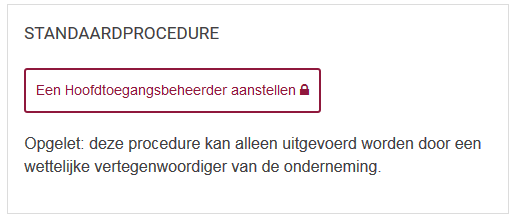 STANDAARDPROCEDURE
Een Hoofdtoegangsbeheerder aanstellen
Opgelet: deze procedure kan alleen uitgevoerd worden door een
wettelijke vertegenwoordiger van de onderneming.